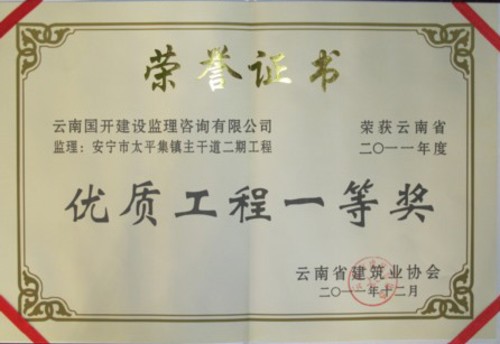 荣誉证书
云南国开建设监理咨询有限公司 荣获云南省
监理：安宁市太平集镇主干道二期工程 二〇一一年度
优质工程一等奖
云南省建筑业协会
二〇一一年十二月